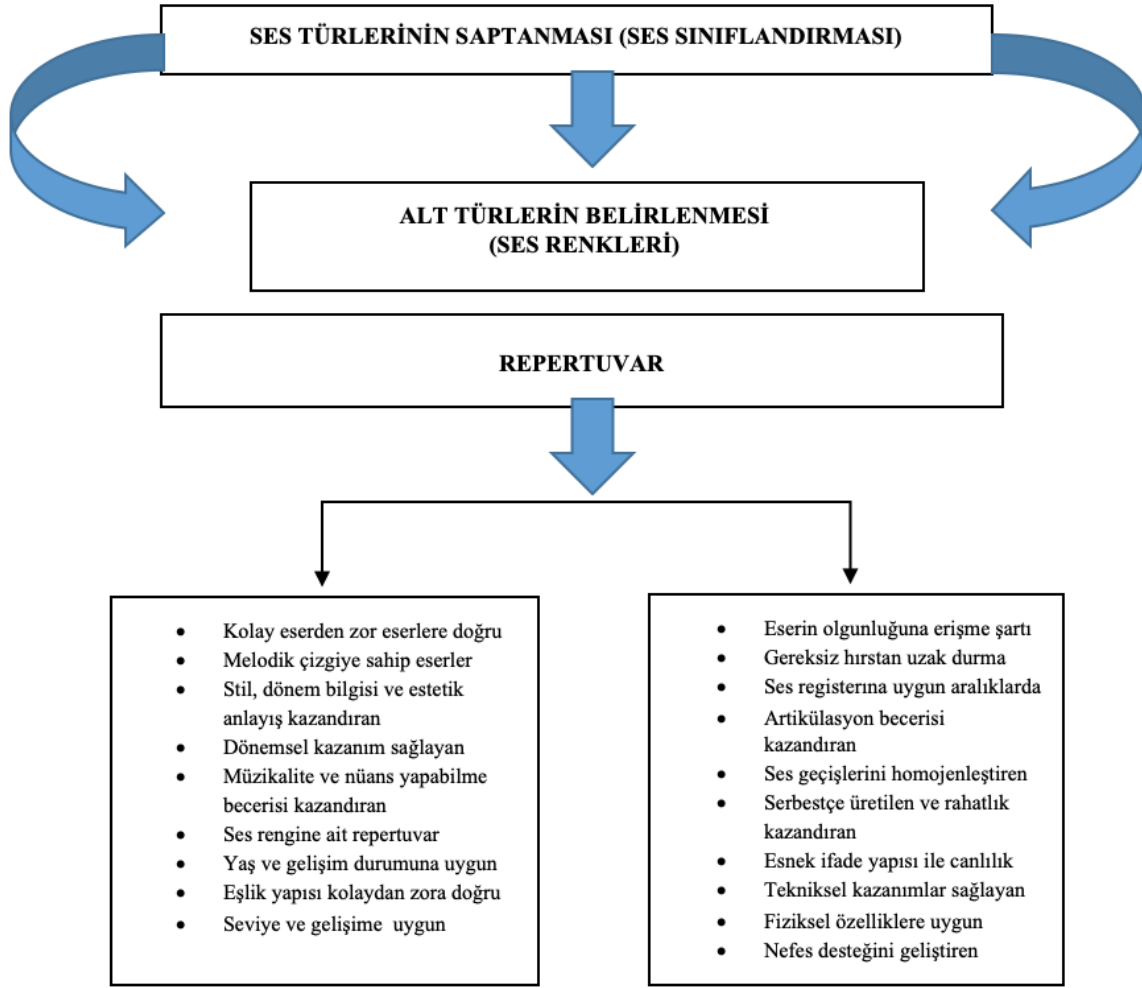 SES TÜRLERİNİN SAPTANMASI (SES SINIFLANDIRMASI)
ALT TÜRLERİN BELİRLENMESİ
(SES RENKLERİ)
REPERTUVAR
• Kolay eserden zor eserlere doğru
• Melodik çizgiye sahip eserler
• Stil, dönem bilgisi ve estetik
anlayış kazandıran
• Dönemsel kazanım sağlayan
• Müzikalite ve nüans yapabilme
becerisi kazandıran
• Ses rengine ait repertuvar
• Yaş ve gelişim durumuna uygun
• Eşlik yapısı kolaydan zora doğru
• Seviye ve gelişime uygun
• Eserin olgunluğuna erişme şartı
• Gereksiz hırstan uzak durma
• Ses registerına uygun aralıklarda
• Artikülasyon becerisi
kazandıran
• Ses geçişlerini homojenleştiren
• Serbestçe üretilen ve rahatlık
kazandıran
• Esnek ifade yapısı ile canlılık
• Tekniksel kazanımlar sağlayan
• Fiziksel özelliklere uygun
• Nefes desteğini geliştiren